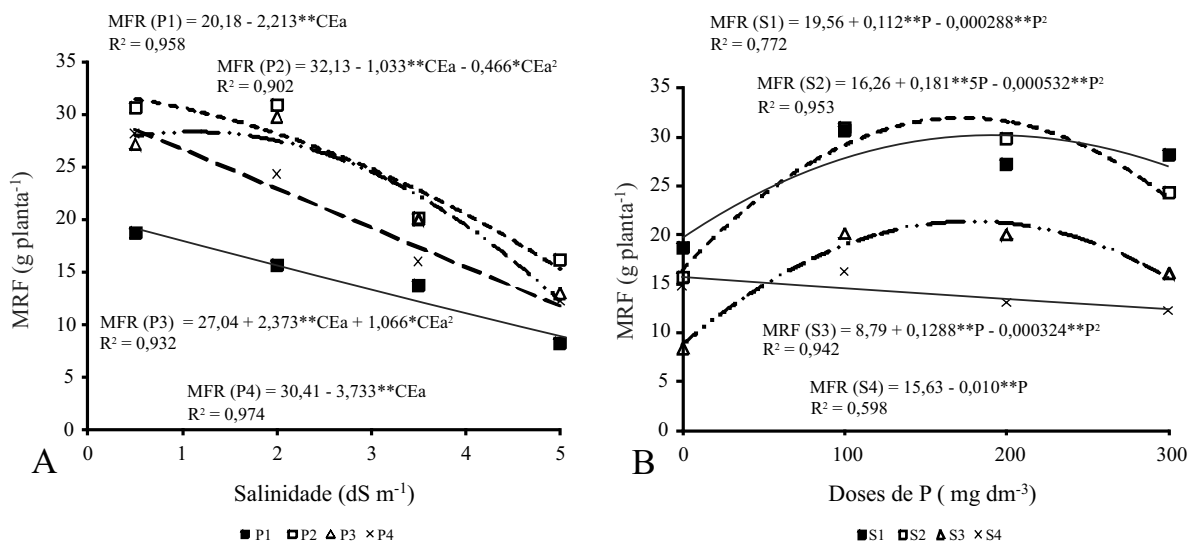 MFR (P1) = 20,18 - 2,213**CEa
R² = 0,958
MFR (P2) = 32,13 - 1,033**CEa - 0,466*CEa²
R² = 0,902
35
30
25
20
15
10
5
0
MRF (g planta⁻¹)
MFR (P3) = 27,04 + 2,373**CEa + 1,066*CEa²
R² = 0,932
MFR (P4) = 30,41 - 3,733**CEa
R² = 0,974
0 1 2 3 4 5
A
Salinidade (dS m⁻¹)
P1 P2 P3 P4
MFR (S1) = 19,56 + 0,112**P - 0,000288**P²
R² = 0,772
MFR (S2) = 16,26 + 0,181**5P - 0,000532**P²
R² = 0,953
35
30
25
20
15
10
5
0
MRF (g planta⁻¹)
MRF (S3) = 8,79 + 0,1288**P - 0,000324**P²
R² = 0,942
MFR (S4) = 15,63 - 0,010**P
R² = 0,598
0 100 200 300
B
Doses de P ( mg dm⁻³)
S1 S2 S3 S4